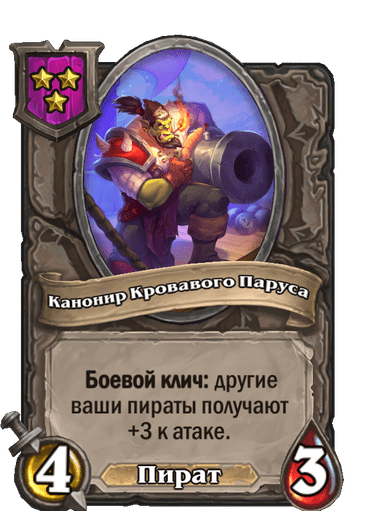 Канонир Кровавого Паруса
Боевой клич: другие
ваши пираты получают
+3 к атаке.
4
Пират
3